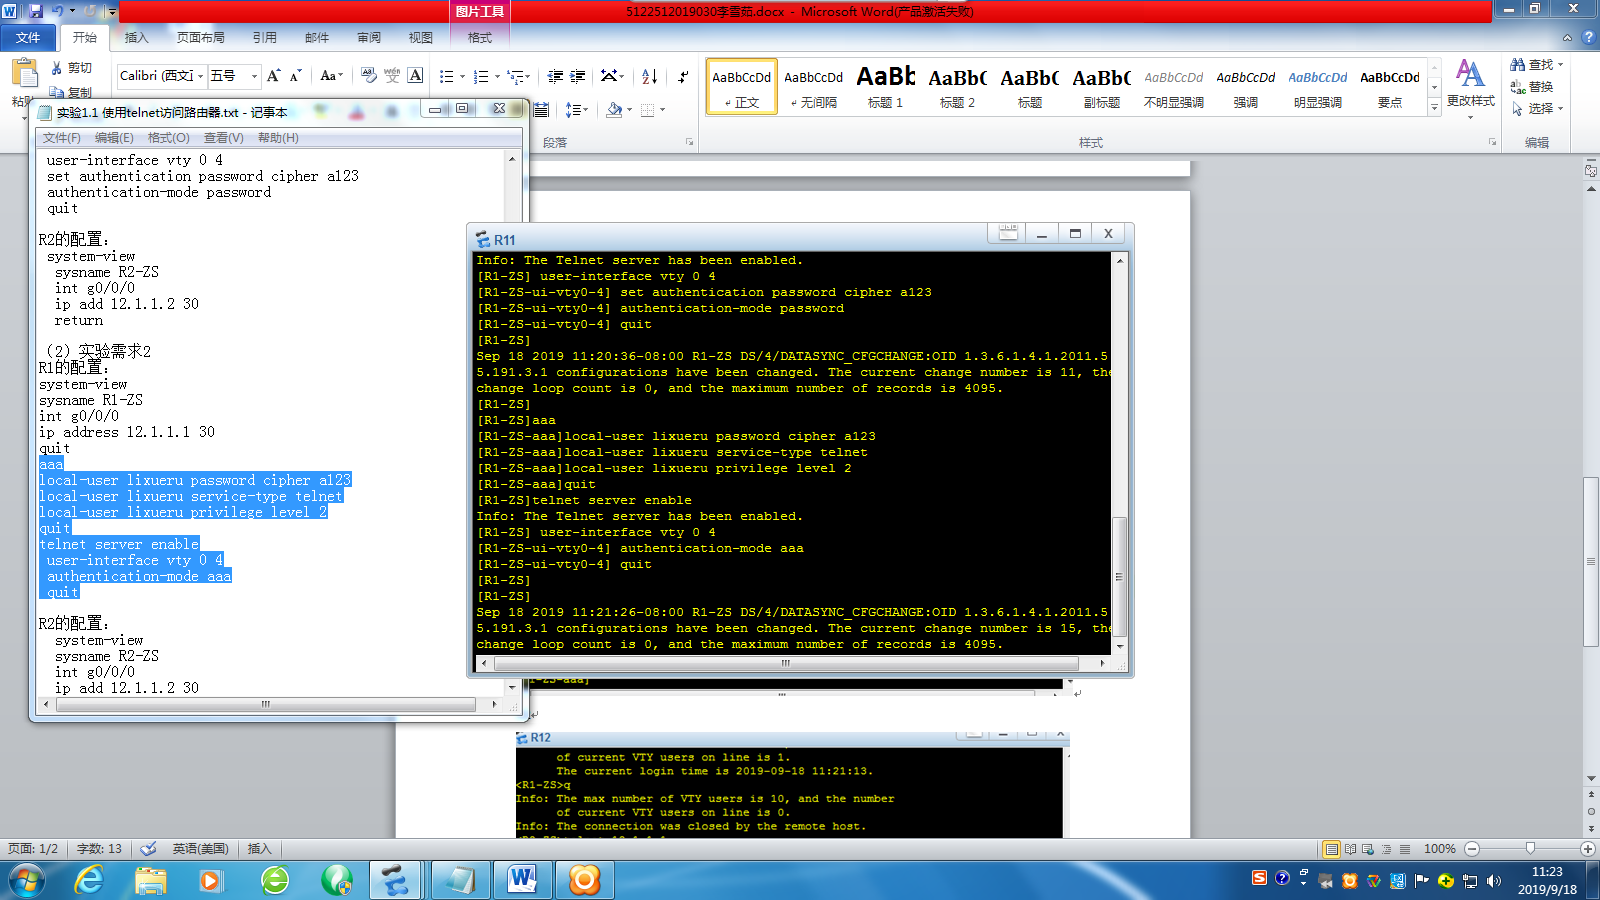 图片工具
5122512019030李雪茹.docx - Microsoft Word(产品激活失败)
文件 开始 插入 页面布局 引用 邮件 审阅 视图 格式
剪切
复制
Calibri (西文正 五号
AaBbCcDd AaBbCcDd AaBb AaBbC AaBbC AaBbC AaBbCcDd AaBbCcDd AaBbCcDd AaBbCcDd
正文 无间隔 标题 1 标题 2 标题 副标题 不明显强调 强调 明显强调 要点
更改样式
查找
替换
选择
段落 样式 编辑
实验1.1 使用telnet访问路由器.txt - 记事本
文件(F) 编辑(E) 格式(O) 查看(V) 帮助(H)
user-interface vty 0 4
set authentication password cipher a123
authentication-mode password
quit
R2的配置:
system-view
sysname R2-ZS
int g0/0/0
ip add 12.1.1.2 30
return
（2）实验需求2
R1的配置:
system-view
sysname R1-ZS
int g0/0/0
ip address 12.1.1.1 30
quit
aaa
local-user lixueru password cipher a123
local-user lixueru service-type telnet
local-user lixueru privilege level 2
quit
telnet server enable
user-interface vty 0 4
authentication-mode aaa
quit
R2的配置:
system-view
sysname R2-ZS
int g0/0/0
ip add 12.1.1.2 30
R11
Info: The Telnet server has been enabled.
[R1-ZS] user-interface vty 0 4
[R1-ZS-ui-vty0-4] set authentication password cipher a123
[R1-ZS-ui-vty0-4] authentication-mode password
[R1-ZS-ui-vty0-4] quit
[R1-ZS]
Sep 18 2019 11:20:36-08:00 R1-ZS DS/4/DATASYNC_CFGCHANGE:OID 1.3.6.1.4.1.2011.5
5.191.3.1 configurations have been changed. The current change number is 11, the
change loop count is 0, and the maximum number of records is 4095.
[R1-ZS]
[R1-ZS]aaa
[R1-ZS-aaa]local-user lixueru password cipher a123
[R1-ZS-aaa]local-user lixueru service-type telnet
[R1-ZS-aaa]local-user lixueru privilege level 2
[R1-ZS-aaa]quit
[R1-ZS]telnet server enable
Info: The Telnet server has been enabled.
[R1-ZS] user-interface vty 0 4
[R1-ZS-ui-vty0-4] authentication-mode aaa
[R1-ZS-ui-vty0-4] quit
[R1-ZS]
[R1-ZS]
Sep 18 2019 11:21:26-08:00 R1-ZS DS/4/DATASYNC_CFGCHANGE:OID 1.3.6.1.4.1.2011.5
5.191.3.1 configurations have been changed. The current change number is 15, the
change loop count is 0, and the maximum number of records is 4095.
R12
of current VTY users on line is 1.
The current login time is 2019-09-18 11:21:13.
<R1-ZS>q
Info: The max number of VTY users is 10, and the number
of current VTY users on line is 0.
Info: The connection was closed by the remote host.
页面: 1/2 字数: 13 英语(美国) 插入 100%
11:23
2019/9/18